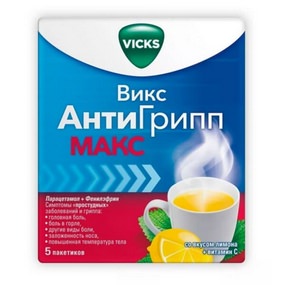 VICKS
Викс
АнтиГрипп
МАКС
Парацетамол + Фенилэфрин
Симптомы «простудных»
заболеваний и гриппа:
• головная боль,
• боль в горле,
• другие виды боли,
• заложенность носа,
• повышенная температура тела
5 пакетиков
со вкусом лимона
+ витамин С